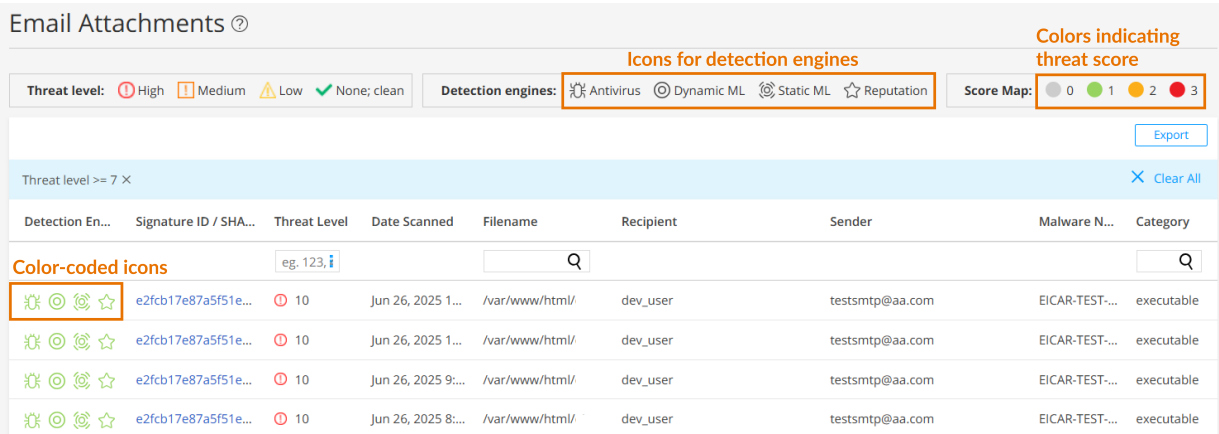 Email Attachments ?
Colors indicating
threat score
Icons for detection engines
Threat level: High Medium Low None; clean Detection engines: Antivirus Dynamic ML Static ML Reputation Score Map: 0 1 2 3
Export
Threat level >= 7 × Clear All
Detection En... Signature ID / SHA... Threat Level Date Scanned Filename Recipient Sender Malware N... Category
eg. 123, i
Color-coded icons
e2fcb17e87a5f51e... 10 Jun 26, 2025 1... /var/www/html/ dev_user testsmtp@aa.com EICAR-TEST-... executable
e2fcb17e87a5f51e... 10 Jun 26, 2025 1... /var/www/html/ dev_user testsmtp@aa.com EICAR-TEST-... executable
e2fcb17e87a5f51e... 10 Jun 26, 2025 9:... /var/www/html/ dev_user testsmtp@aa.com EICAR-TEST-... executable
e2fcb17e87a5f51e... 10 Jun 26, 2025 8:... /var/www/html/ dev_user testsmtp@aa.com EICAR-TEST-... executable